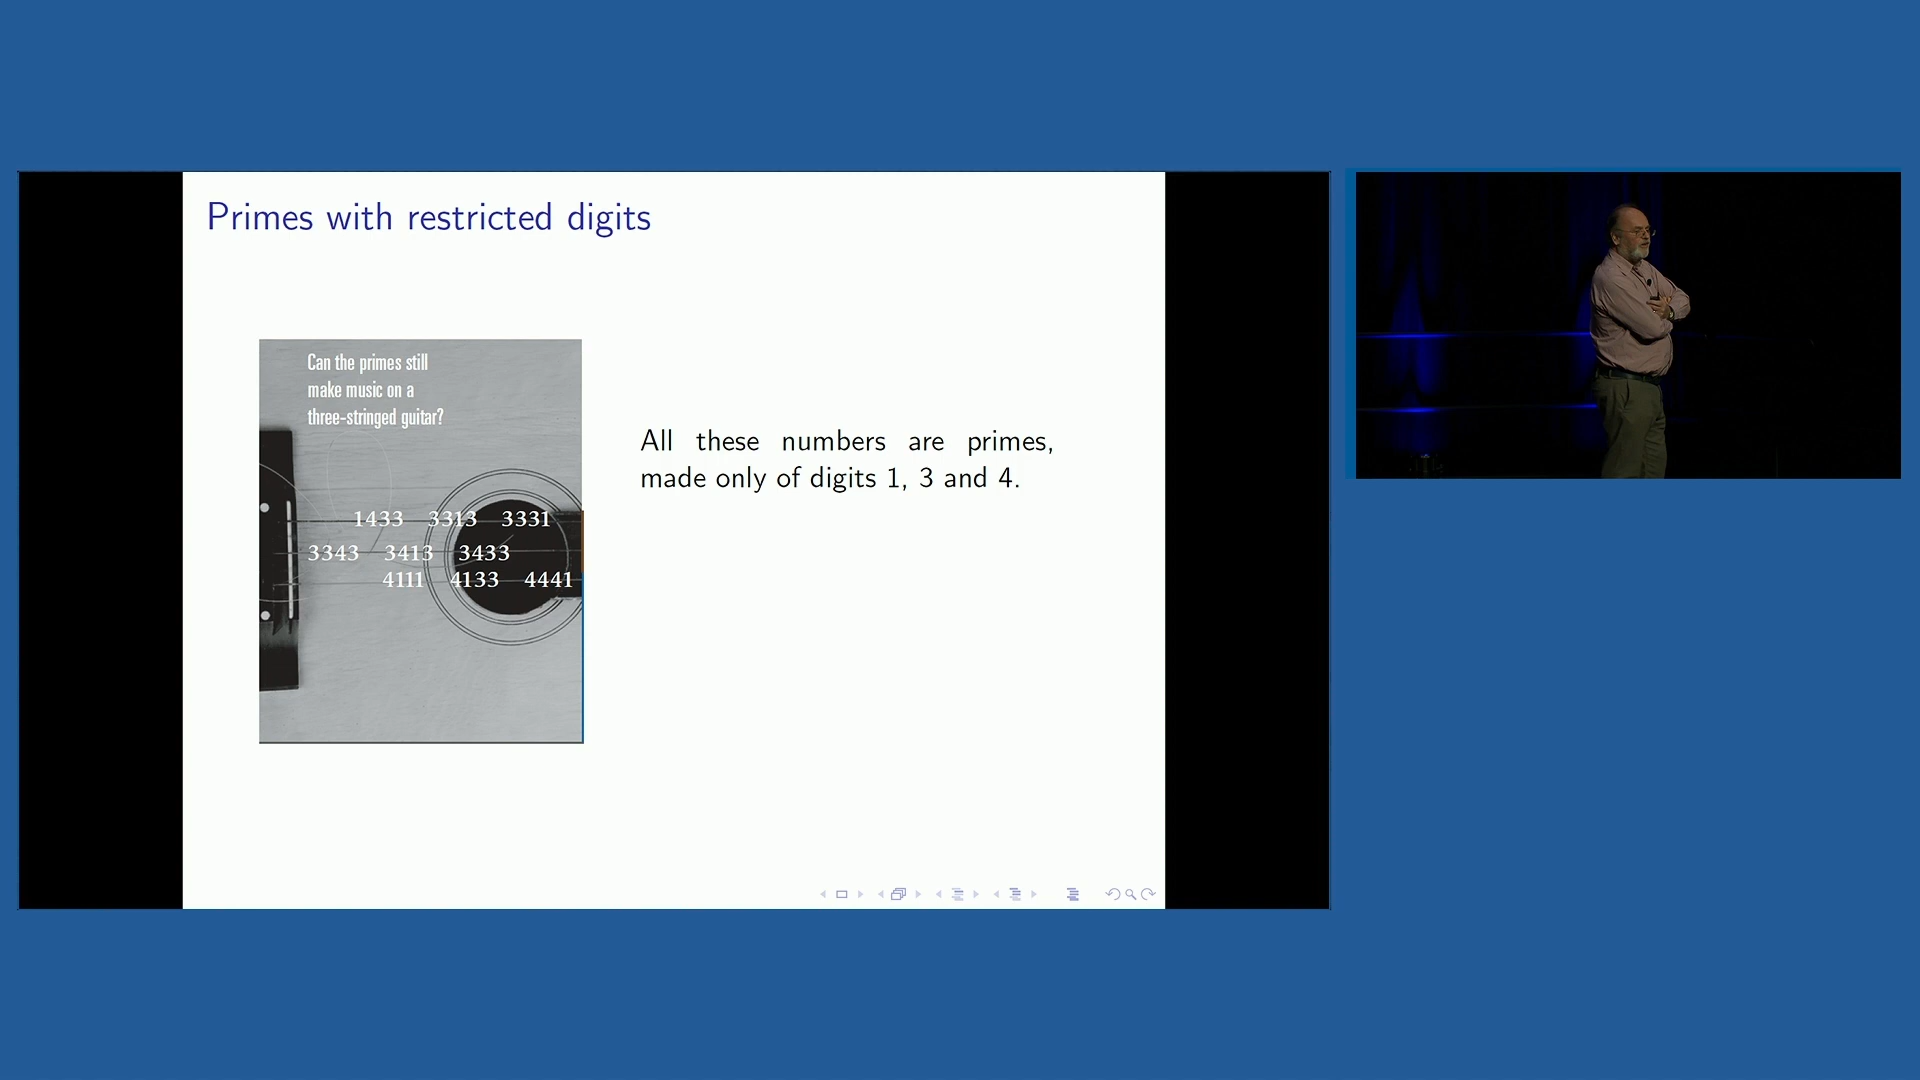 Primes with restricted digits
Can the primes still
make music on a
three-stringed guitar?
1433 3313 3331
3343 3413 3433
4111 4133 4441
All these numbers are primes,
made only of digits 1, 3 and 4.